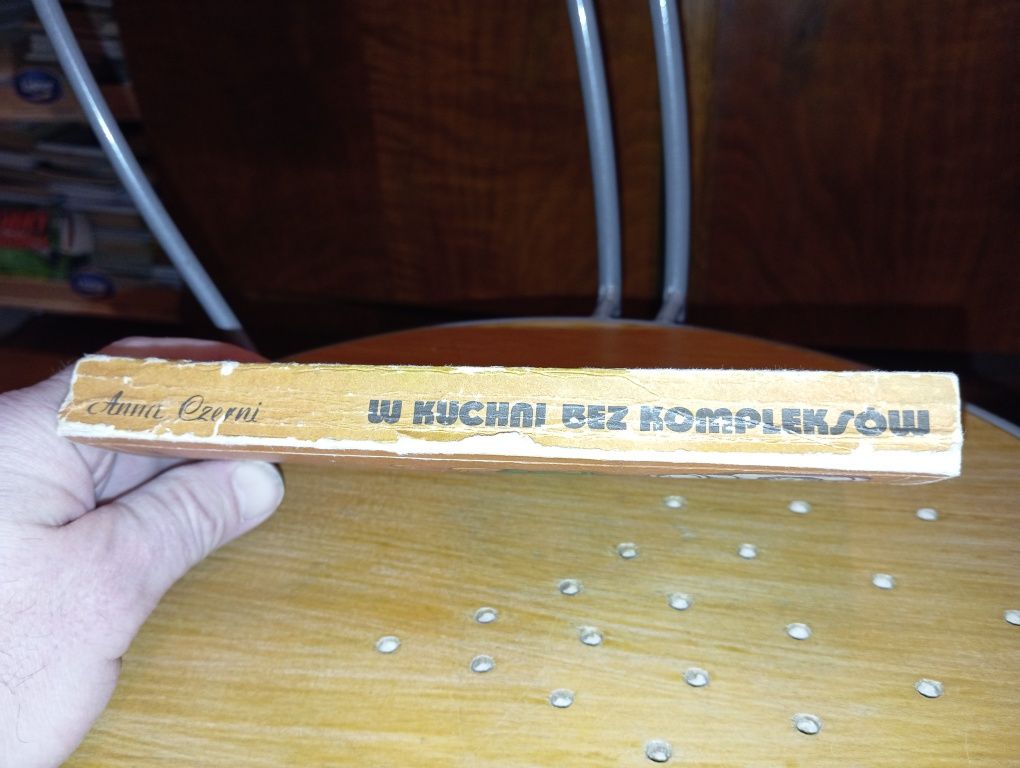 Anna Czerni
W KUCHNI BEZ KOMPLEKSÓW